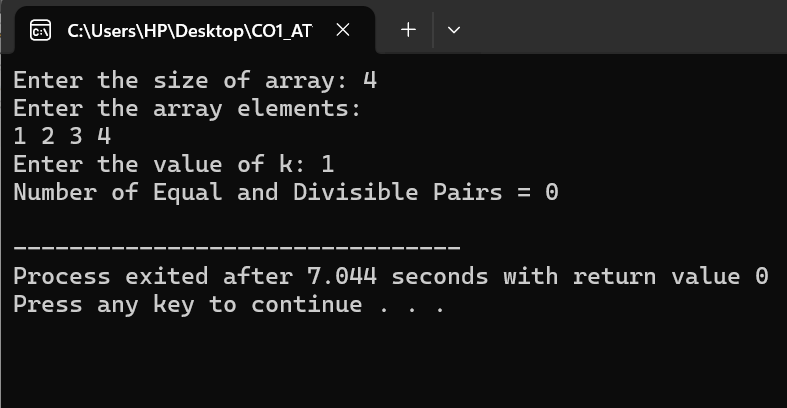 C:\Users\HP\Desktop\CO1_AT
Enter the size of array: 4
Enter the array elements:
1 2 3 4
Enter the value of k: 1
Number of Equal and Divisible Pairs = 0
--------------------------------
Process exited after 7.044 seconds with return value 0
Press any key to continue . . .